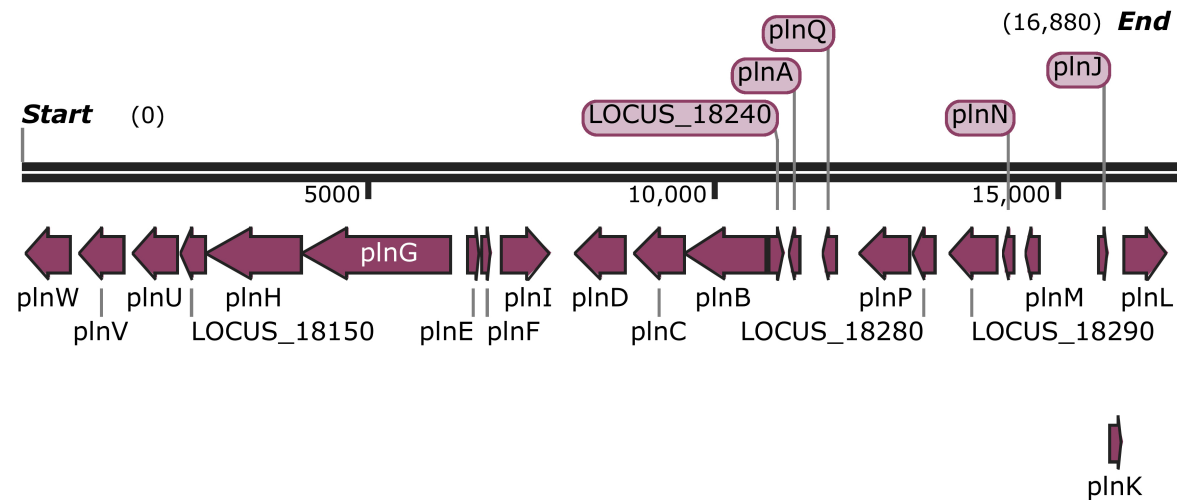 plnQ
(16,880) End
plnA
plnJ
LOCUS_18240
plnN
Start (0)
5000
10,000
15,000
plnG
plnW
plnU
plnH
plnI
plnD
plnB
plnP
plnM
plnL
plnV
LOCUS_18150
plnE
plnF
plnC
LOCUS_18280
LOCUS_18290
plnK